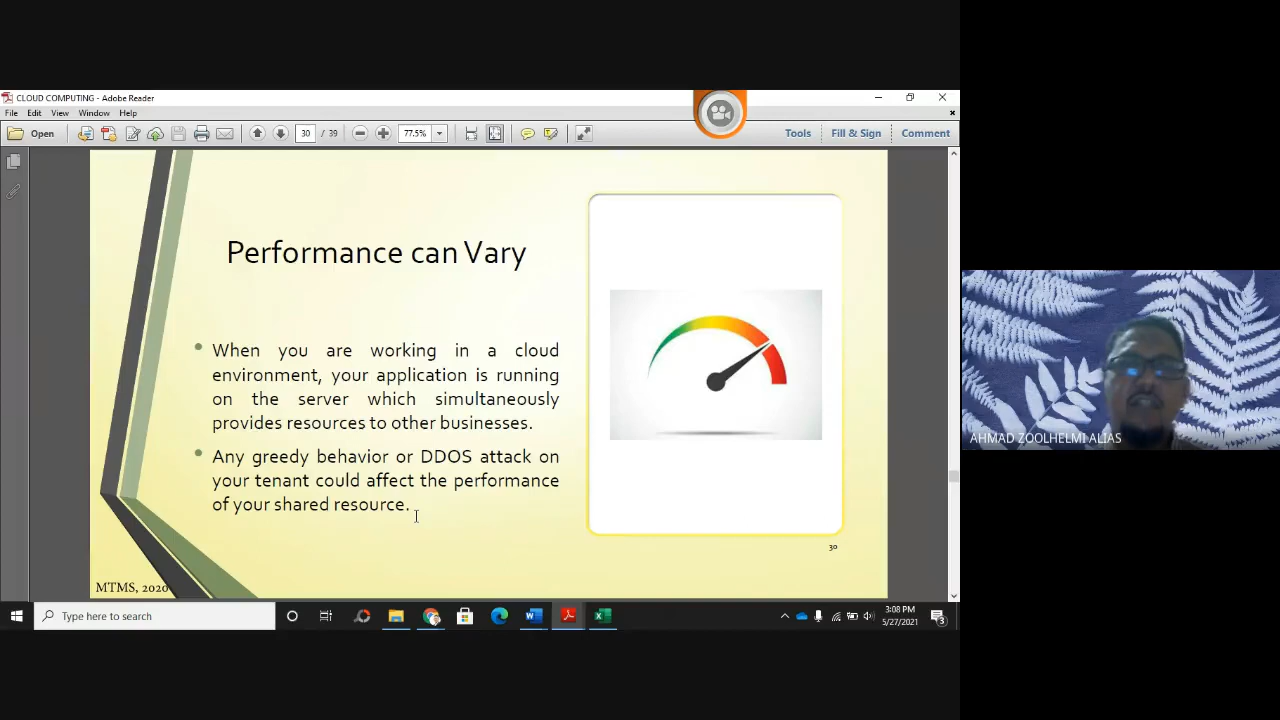 CLOUD COMPUTING - Adobe Reader
File Edit View Window Help
Open 30 / 39 77.5% Tools Fill & Sign Comment
Performance can Vary
When you are working in a cloud
environment, your application is running
on the server which simultaneously
provides resources to other businesses.
Any greedy behavior or DDOS attack on
your tenant could affect the performance
of your shared resource.
30
MTMS, 2020
AHMAD ZOOLHELMI ALIAS
Type here to search
3:08 PM
5/27/2021
3